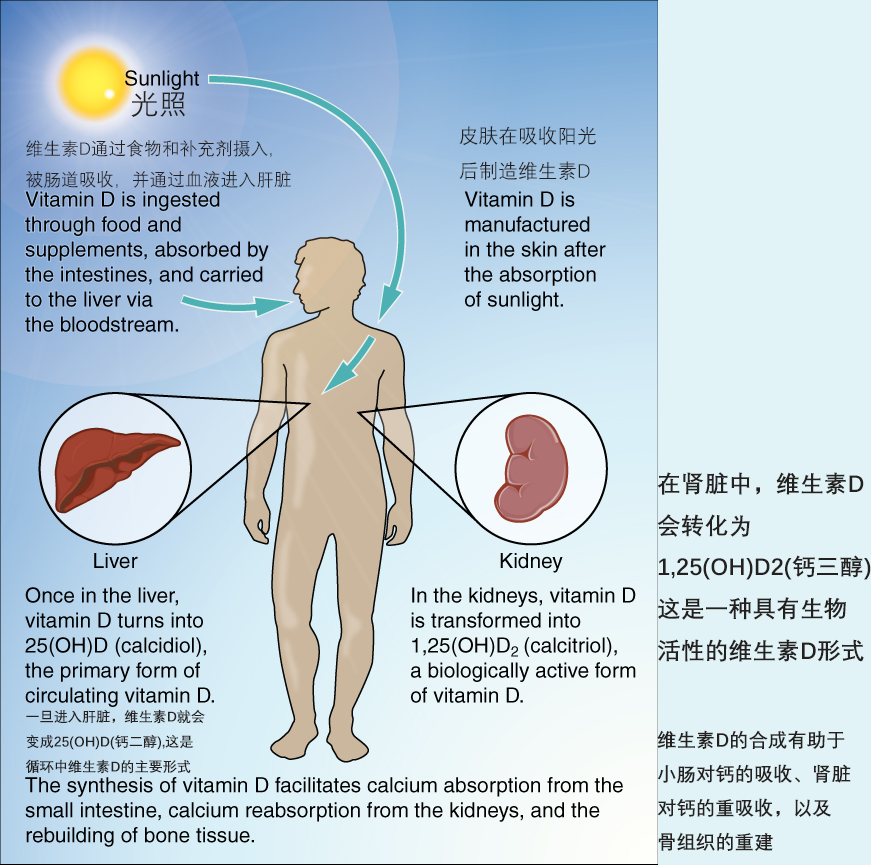 Sunlight
光照
维生素D通过食物和补充剂摄入,
被肠道吸收, 并通过血液进入肝脏
Vitamin D is ingested
through food and
supplements, absorbed by
the intestines, and carried
to the liver via
the bloodstream.
皮肤在吸收阳光
后制造维生素D
Vitamin D is
manufactured
in the skin after
the absorption
of sunlight.
Liver
Once in the liver,
vitamin D turns into
25(OH)D (calcidiol),
the primary form of
circulating vitamin D.
一旦进入肝脏, 维生素D就会
变成25(OH)D(钙二醇),这是
循环中维生素D的主要形式
Kidney
In the kidneys, vitamin D
is transformed into
1,25(OH)D₂ (calcitriol),
a biologically active form
of vitamin D.
The synthesis of vitamin D facilitates calcium absorption from the
small intestine, calcium reabsorption from the kidneys, and the
rebuilding of bone tissue.
在肾脏中，维生素D
会转化为
1,25(OH)D2(钙三醇)
这是一种具有生物
活性的维生素D形式
维生素D的合成有助于
小肠对钙的吸收、肾脏
对钙的重吸收，以及
骨组织的重建